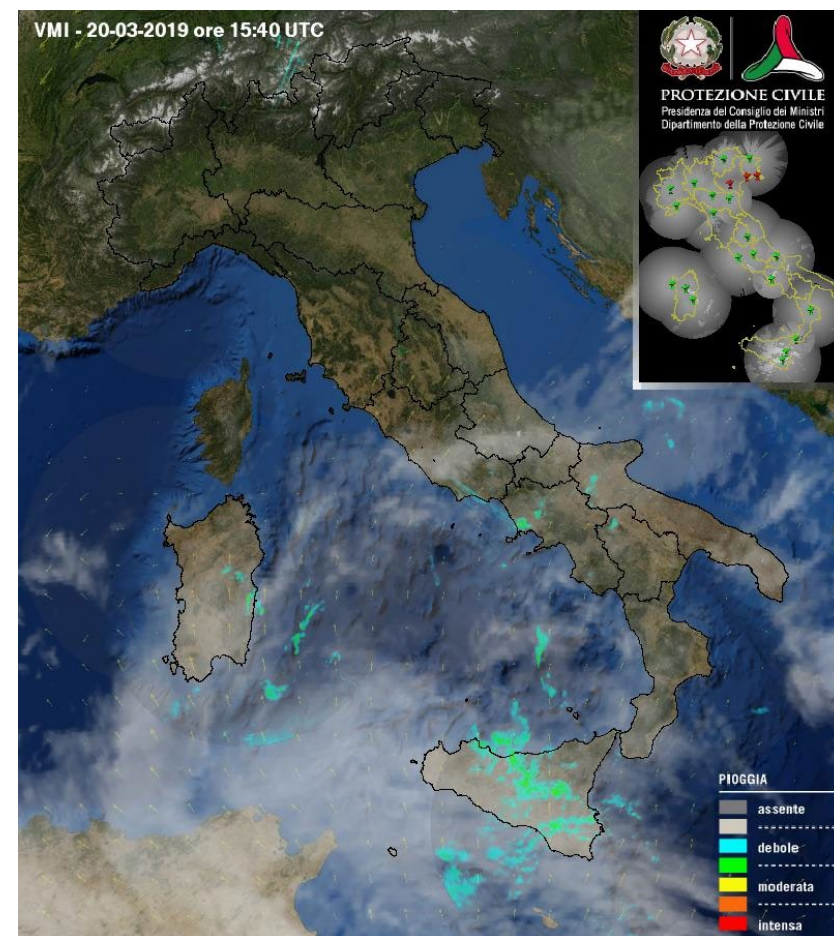 VMI - 20-03-2019 ore 15:40 UTC
PROTEZIONE CIVILE
Presidenza del Consiglio dei Ministri
Dipartimento della Protezione Civile
PIOGGIA
assente
debole
moderata
intensa